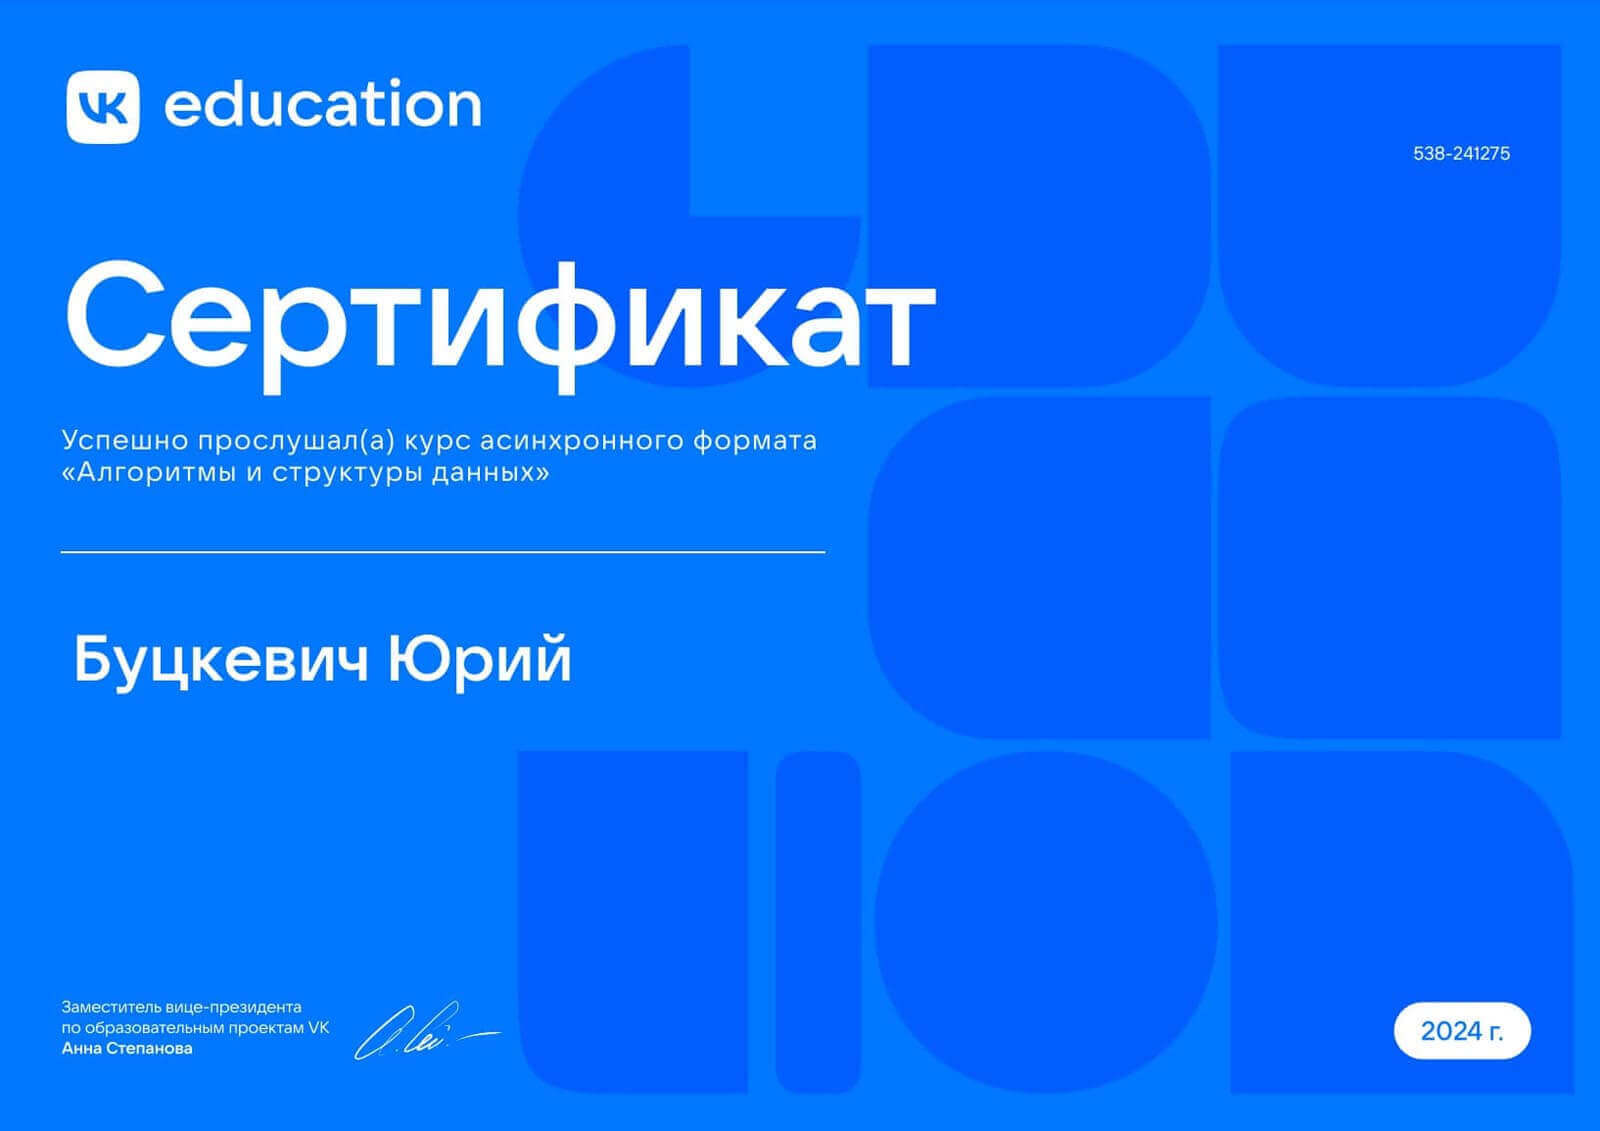 VK education
538-241275
Сертификат
Успешно прослушал(а) курс асинхронного формата
«Алгоритмы и структуры данных»
Буцкевич Юрий
Заместитель вице-президента
по образовательным проектам VK
Анна Степанова
2024 г.